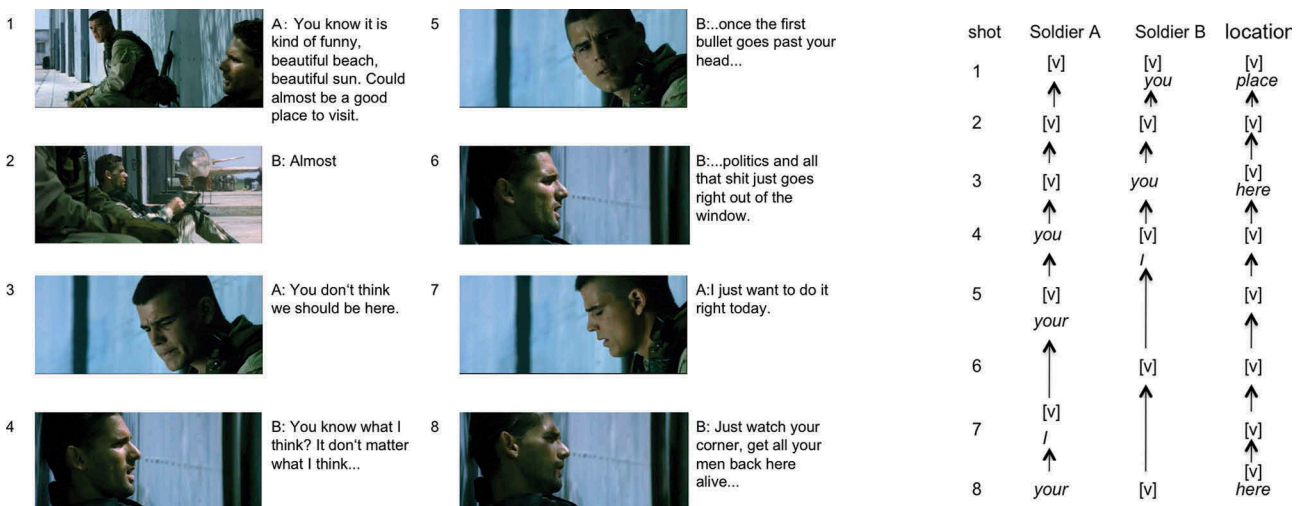 1
A: You know it is
kind of funny,
beautiful beach,
beautiful sun. Could
almost be a good
place to visit.
2
B: Almost
3
A: You don't think
we should be here.
4
B: You know what I
think? It don't matter
what I think...
5
B:..once the first
bullet goes past your
head...
6
B:...politics and all
that shit just goes
right out of the
window.
7
A:I just want to do it
right today.
8
B: Just watch your
corner, get all your
men back here
alive...
shot Soldier A Soldier B location
1 [v] [v] [v]
you place
2 [v] [v] [v]
3 [v] you [v]
here
4 you [v] [v]
I
5 [v] [v]
your
6 [v] [v]
[v]
7 [v]
I
[v]
8 your [v] here